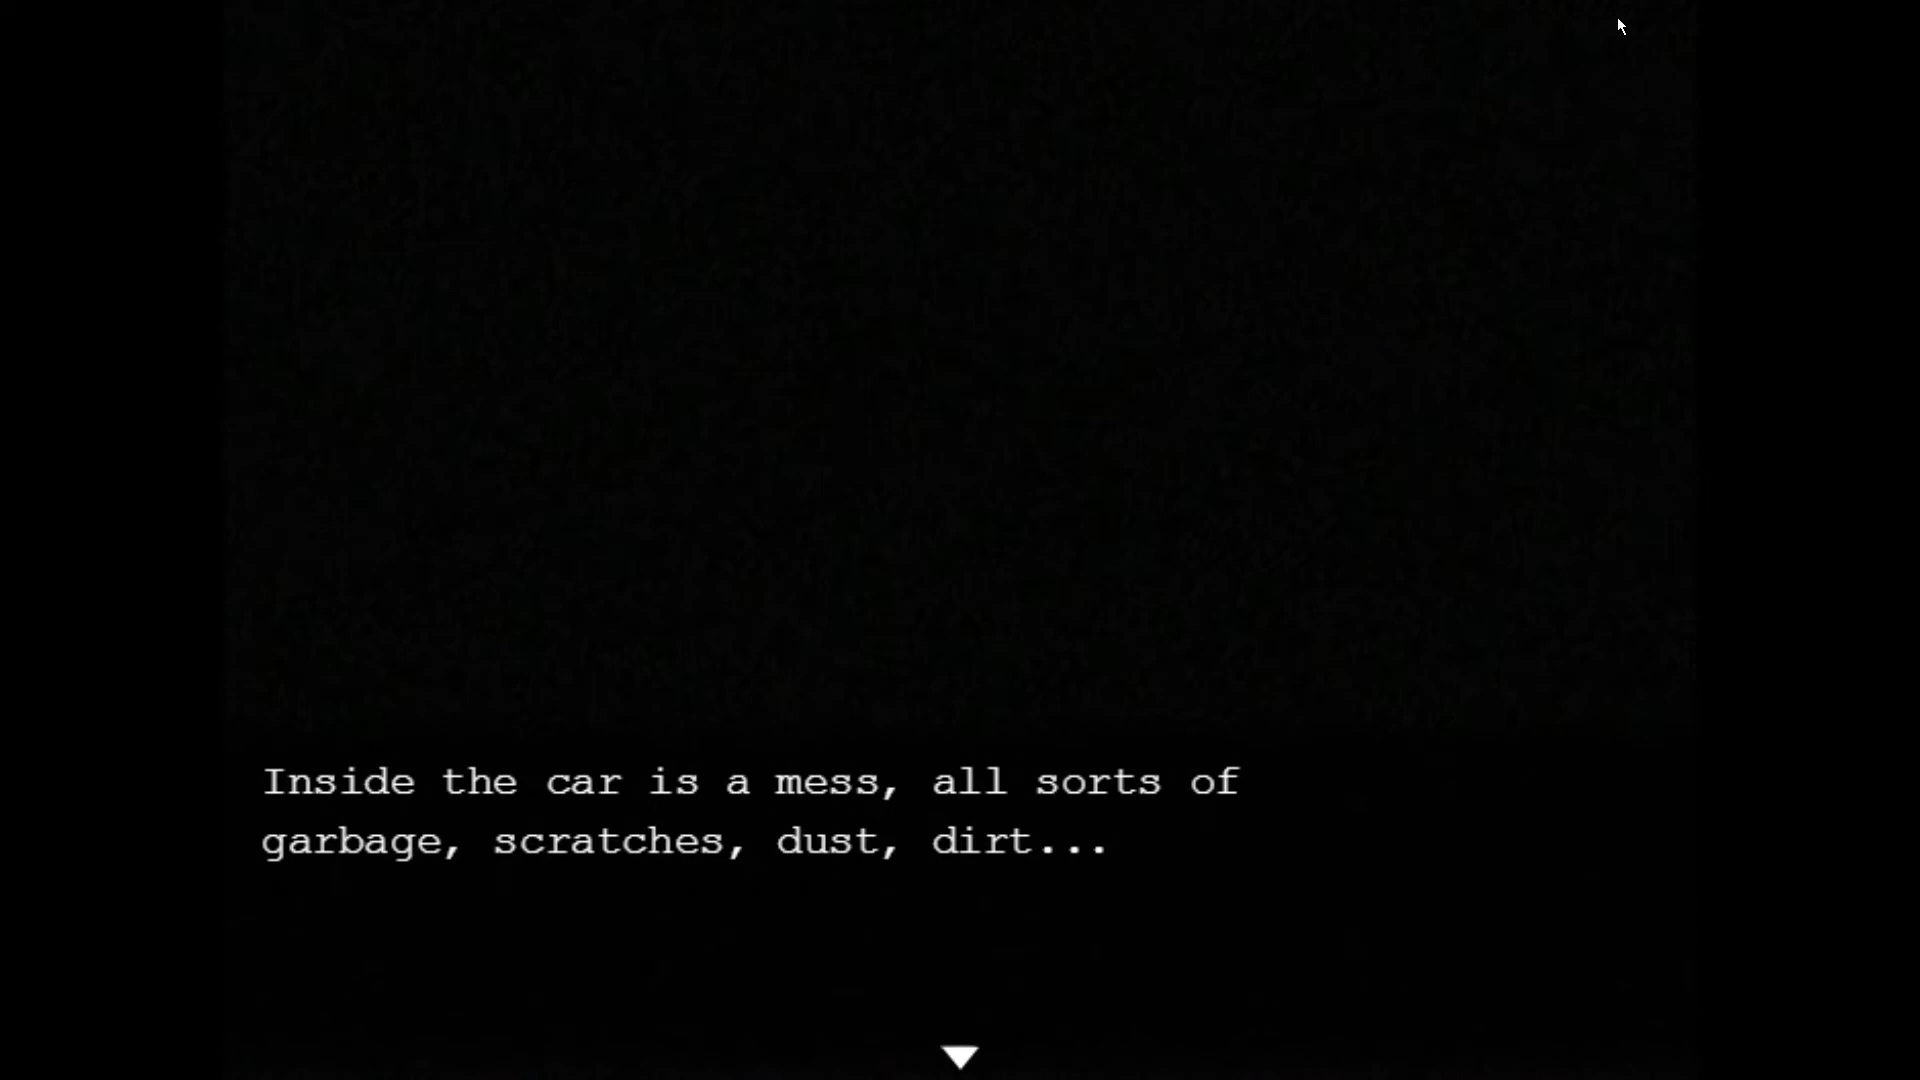 Inside the car is a mess, all sorts of
garbage, scratches, dust, dirt...